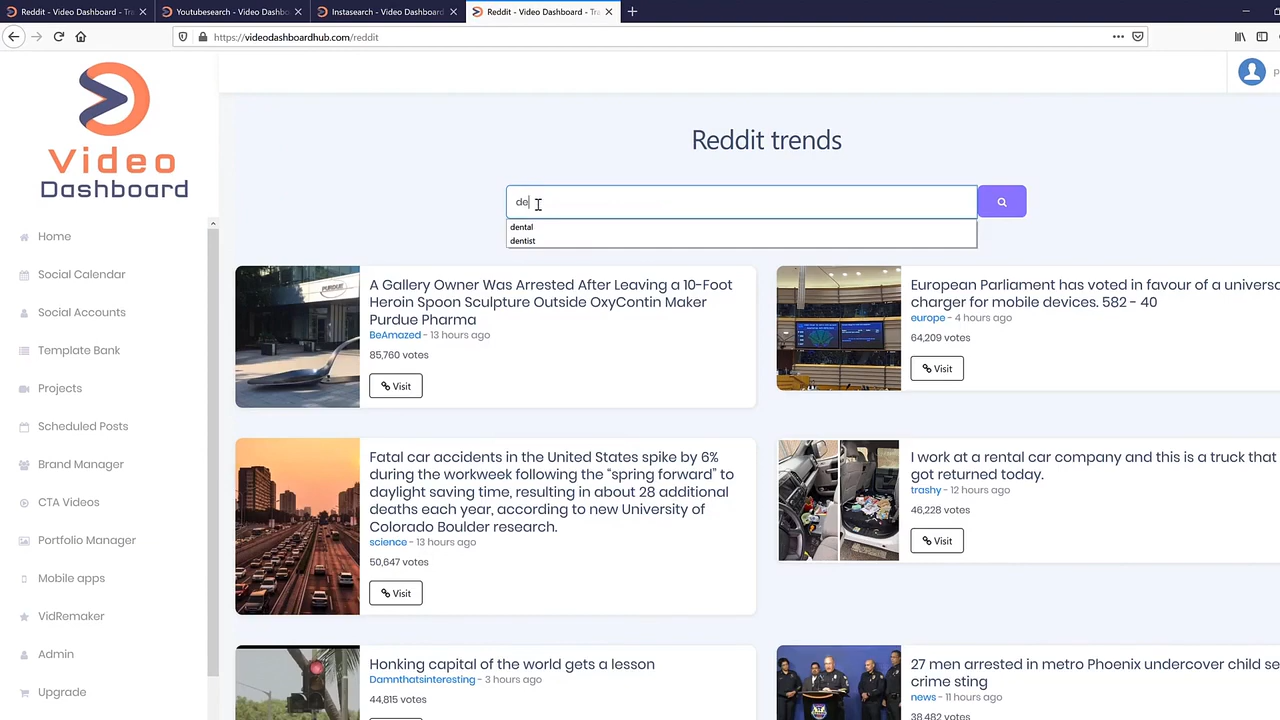 Reddit - Video Dashboard - Tra
Youtubesearch - Video Dashbo
Instasearch - Video Dashboard
Reddit - Video Dashboard - Tra
https://videodashboardhub.com/reddit
Video
Dashboard
Home
Social Calendar
Social Accounts
Template Bank
Projects
Scheduled Posts
Brand Manager
CTA Videos
Portfolio Manager
Mobile apps
VidRemaker
Admin
Upgrade
p
Reddit trends
de
dental
dentist
PURDUE
A Gallery Owner Was Arrested After Leaving a 10-Foot
Heroin Spoon Sculpture Outside OxyContin Maker
Purdue Pharma
BeAmazed - 13 hours ago
85,760 votes
Visit
European Parliament has voted in favour of a universa
charger for mobile devices. 582 - 40
europe - 4 hours ago
64,209 votes
Visit
Fatal car accidents in the United States spike by 6%
during the workweek following the “spring forward” to
daylight saving time, resulting in about 28 additional
deaths each year, according to new University of
Colorado Boulder research.
science - 13 hours ago
50,647 votes
Visit
I work at a rental car company and this is a truck that
got returned today.
trashy - 12 hours ago
46,228 votes
Visit
Honking capital of the world gets a lesson
Damnthatsinteresting - 3 hours ago
44,815 votes
27 men arrested in metro Phoenix undercover child se
crime sting
news - 11 hours ago
38,482 votes